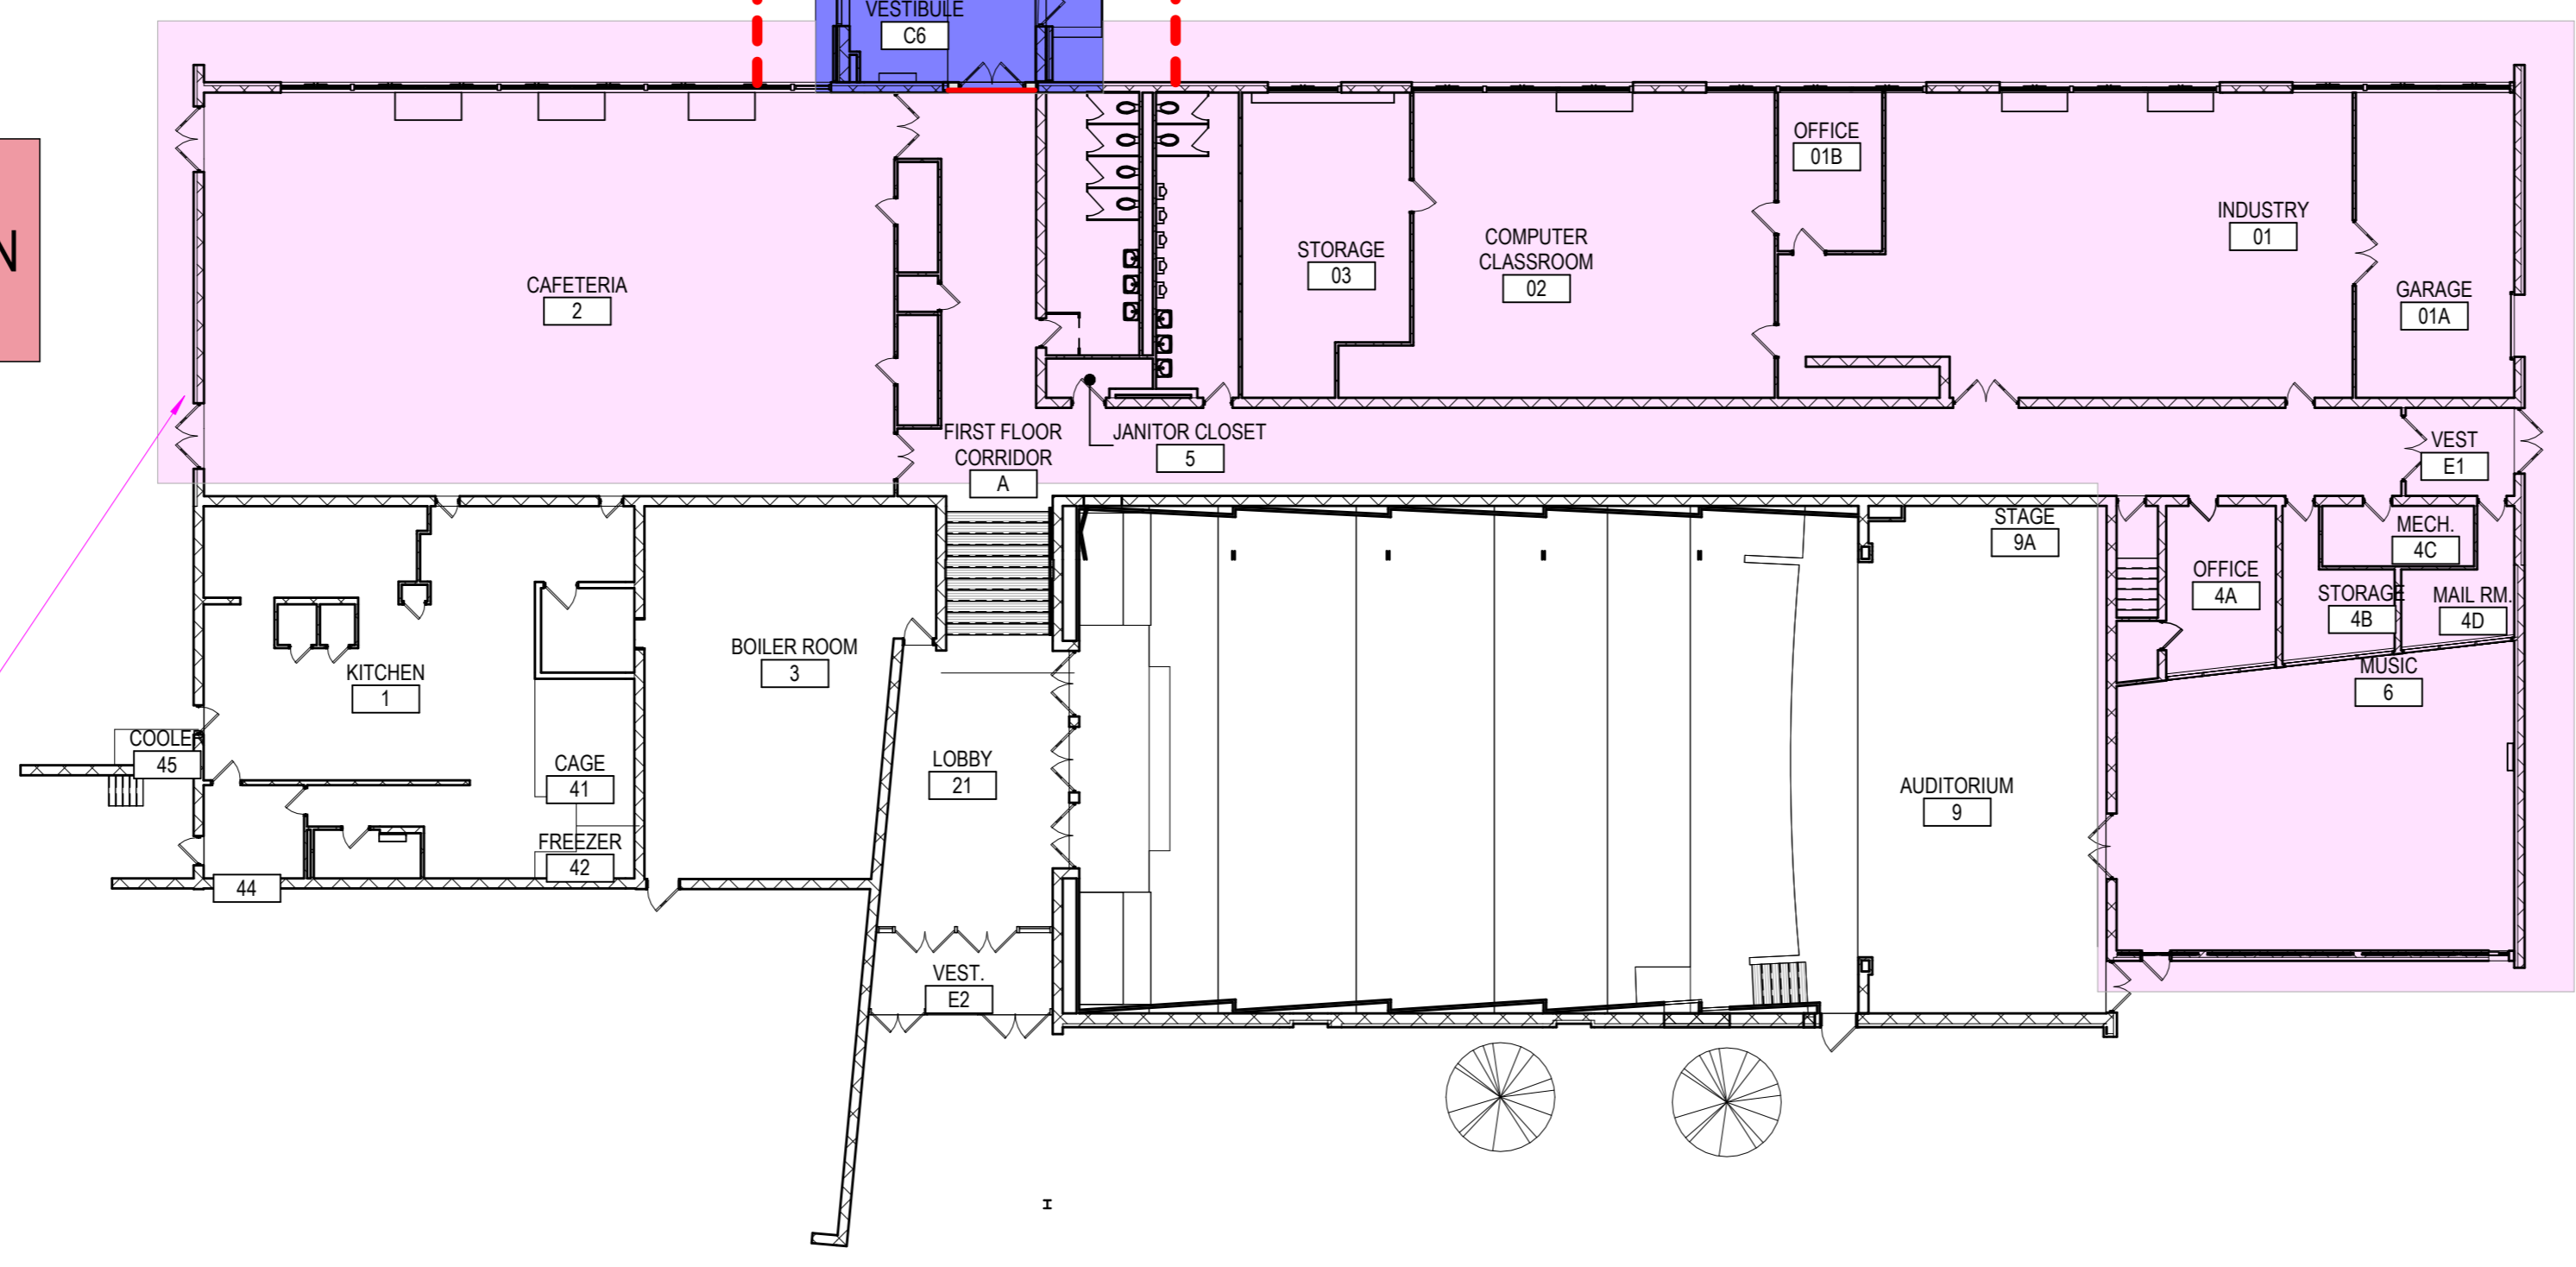 VESTIBULE
C6
N
OFFICE
01B
INDUSTRY
01
COMPUTER
CLASSROOM
02
STORAGE
03
CAFETERIA
2
GARAGE
01A
FIRST FLOOR
CORRIDOR
A
JANITOR CLOSET
5
VEST
E1
STAGE
9A
MECH.
4C
OFFICE
4A
STORAGE
4B
MAIL RM.
4D
BOILER ROOM
3
KITCHEN
1
MUSIC
6
COOLER
45
CAGE
41
LOBBY
21
AUDITORIUM
9
FREEZER
42
44
VEST.
E2